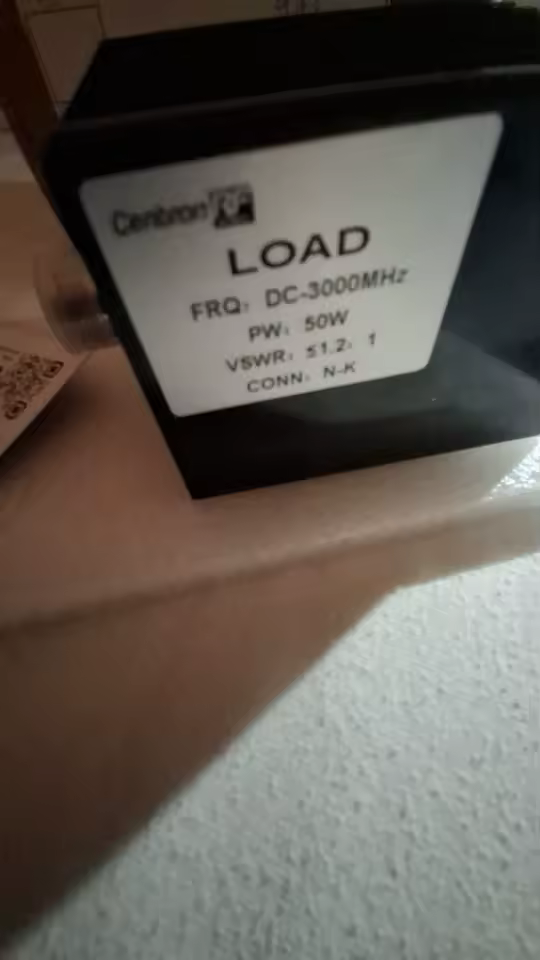 Centron
LOAD
FRQ: DC-3000MHz
PW: 50W
VSWR: ≤1.2: 1
CONN: N-K